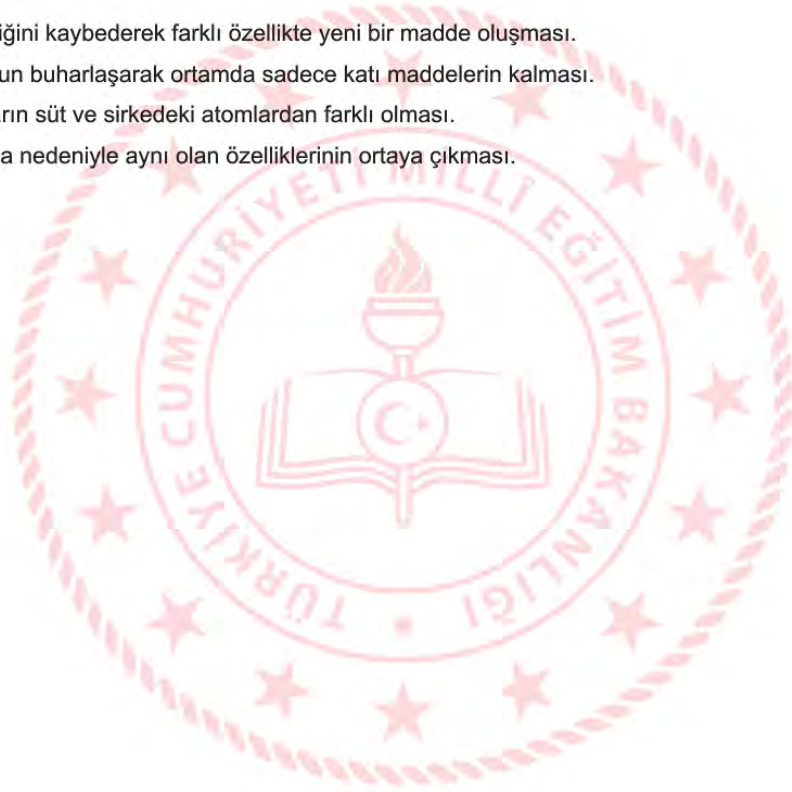 iğini kaybederek farklı özellikte yeni bir madde oluşması.
un buharlaşarak ortamda sadece katı maddelerin kalması.
rın süt ve sirkedeki atomlardan farklı olması.
a nedeniyle aynı olan özelliklerinin ortaya çıkması.
TÜRKİYE CUMHURİYETİ MİLLİ EĞİTİM BAKANLIĞI